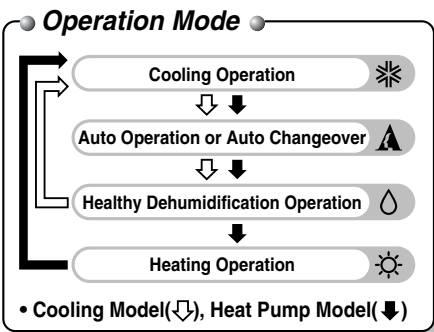 Operation Mode
Cooling Operation
Auto Operation or Auto Changeover
Healthy Dehumidification Operation
Heating Operation
• Cooling Model(⇩), Heat Pump Model(⬇)